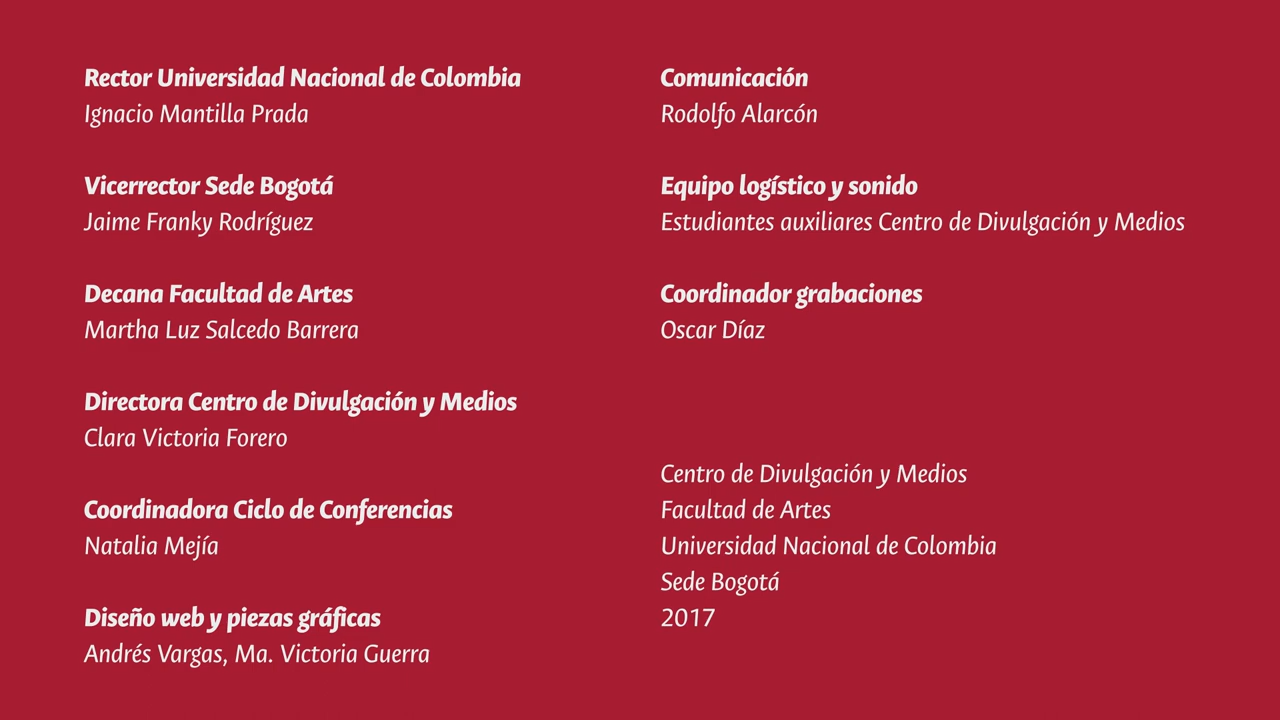 Rector Universidad Nacional de Colombia
Ignacio Mantilla Prada
Vicerrector Sede Bogotá
Jaime Franky Rodríguez
Decana Facultad de Artes
Martha Luz Salcedo Barrera
Directora Centro de Divulgación y Medios
Clara Victoria Forero
Coordinadora Ciclo de Conferencias
Natalia Mejía
Diseño web y piezas gráficas
Andrés Vargas, Ma. Victoria Guerra
Comunicación
Rodolfo Alarcón
Equipo logístico y sonido
Estudiantes auxiliares Centro de Divulgación y Medios
Coordinador grabaciones
Oscar Díaz
Centro de Divulgación y Medios
Facultad de Artes
Universidad Nacional de Colombia
Sede Bogotá
2017